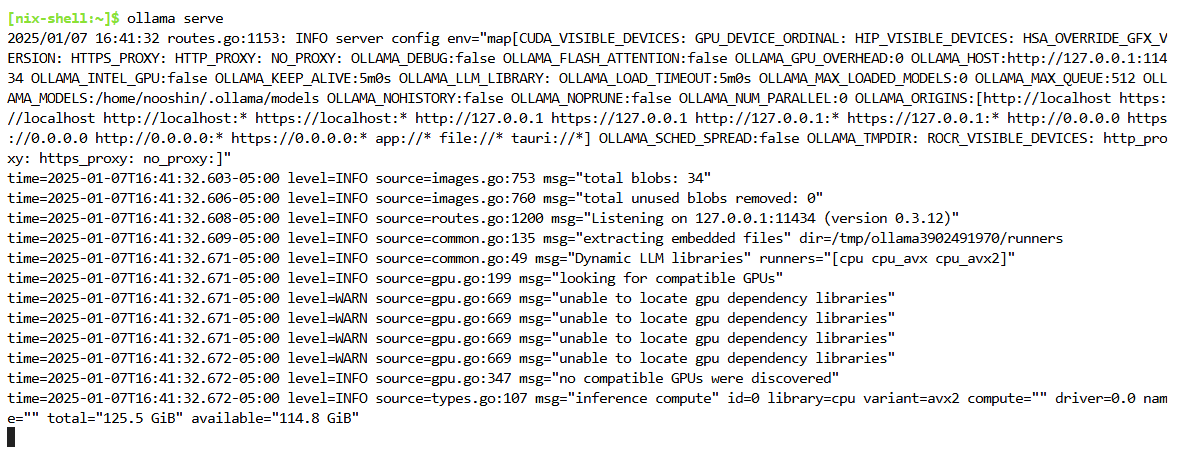 [nix-shell:~]$ ollama serve
2025/01/07 16:41:32 routes.go:1153: INFO server config env="map[CUDA_VISIBLE_DEVICES: GPU_DEVICE_ORDINAL: HIP_VISIBLE_DEVICES: HSA_OVERRIDE_GFX_V
ERSION: HTTPS_PROXY: HTTP_PROXY: NO_PROXY: OLLAMA_DEBUG:false OLLAMA_FLASH_ATTENTION:false OLLAMA_GPU_OVERHEAD:0 OLLAMA_HOST:http://127.0.0.1:114
34 OLLAMA_INTEL_GPU:false OLLAMA_KEEP_ALIVE:5m0s OLLAMA_LLM_LIBRARY: OLLAMA_LOAD_TIMEOUT:5m0s OLLAMA_MAX_LOADED_MODELS:0 OLLAMA_MAX_QUEUE:512 OLL
AMA_MODELS:/home/nooshin/.ollama/models OLLAMA_NOHISTORY:false OLLAMA_NOPRUNE:false OLLAMA_NUM_PARALLEL:0 OLLAMA_ORIGINS:[http://localhost https:
//localhost http://localhost:* https://localhost:* http://127.0.0.1 https://127.0.0.1 http://127.0.0.1:* https://127.0.0.1:* http://0.0.0.0 https
://0.0.0.0 http://0.0.0.0:* https://0.0.0.0:* app://* file://* tauri://*] OLLAMA_SCHED_SPREAD:false OLLAMA_TMPDIR: ROCR_VISIBLE_DEVICES: http_pro
xy: https_proxy: no_proxy:]"
time=2025-01-07T16:41:32.603-05:00 level=INFO source=images.go:753 msg="total blobs: 34"
time=2025-01-07T16:41:32.606-05:00 level=INFO source=images.go:760 msg="total unused blobs removed: 0"
time=2025-01-07T16:41:32.608-05:00 level=INFO source=routes.go:1200 msg="Listening on 127.0.0.1:11434 (version 0.3.12)"
time=2025-01-07T16:41:32.609-05:00 level=INFO source=common.go:135 msg="extracting embedded files" dir=/tmp/ollama3902491970/runners
time=2025-01-07T16:41:32.671-05:00 level=INFO source=common.go:49 msg="Dynamic LLM libraries" runners="[cpu cpu_avx cpu_avx2]"
time=2025-01-07T16:41:32.671-05:00 level=INFO source=gpu.go:199 msg="looking for compatible GPUs"
time=2025-01-07T16:41:32.671-05:00 level=WARN source=gpu.go:669 msg="unable to locate gpu dependency libraries"
time=2025-01-07T16:41:32.671-05:00 level=WARN source=gpu.go:669 msg="unable to locate gpu dependency libraries"
time=2025-01-07T16:41:32.671-05:00 level=WARN source=gpu.go:669 msg="unable to locate gpu dependency libraries"
time=2025-01-07T16:41:32.672-05:00 level=WARN source=gpu.go:669 msg="unable to locate gpu dependency libraries"
time=2025-01-07T16:41:32.672-05:00 level=INFO source=gpu.go:347 msg="no compatible GPUs were discovered"
time=2025-01-07T16:41:32.672-05:00 level=INFO source=types.go:107 msg="inference compute" id=0 library=cpu variant=avx2 compute="" driver=0.0 nam
e="" total="125.5 GiB" available="114.8 GiB"